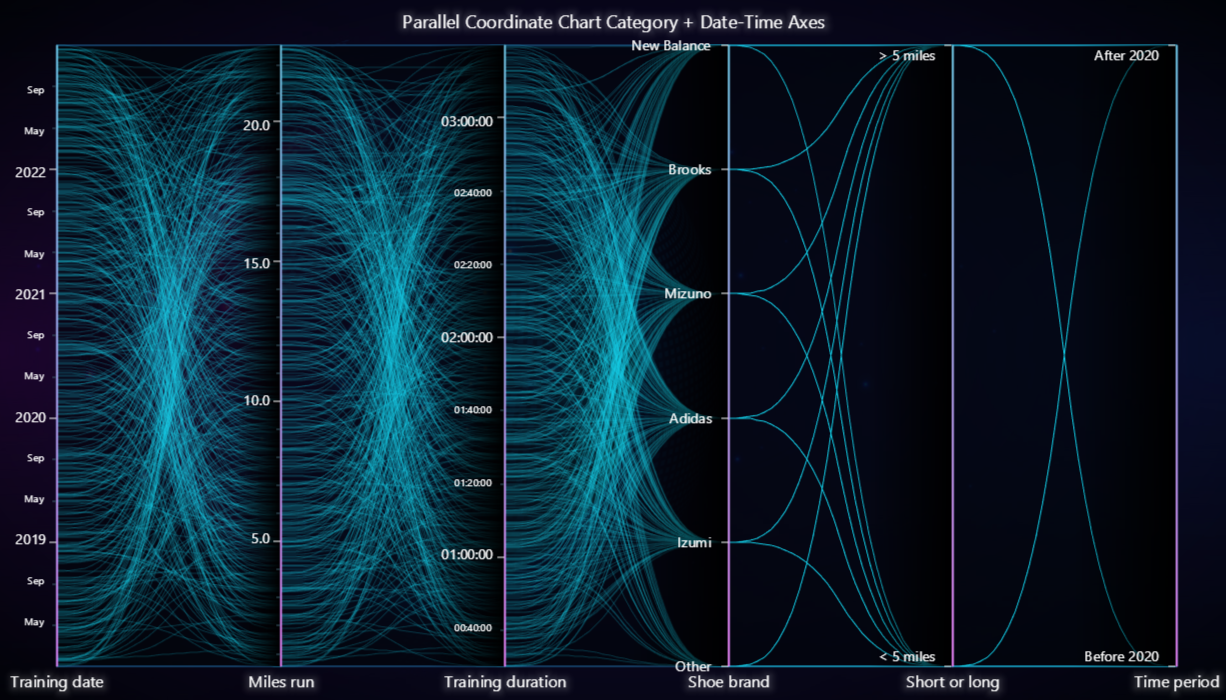 Parallel Coordinate Chart Category + Date-Time Axes
Sep
May
2022
Sep
May
2021
Sep
May
2020
Sep
May
2019
Sep
May
Training date
20.0
15.0
10.0
5.0
Miles run
03:00:00
02:40:00
02:20:00
02:00:00
01:40:00
01:20:00
01:00:00
00:40:00
Training duration
New Balance
Brooks
Mizuno
Adidas
Izumi
Other
Shoe brand
> 5 miles
< 5 miles
Short or long
After 2020
Before 2020
Time period